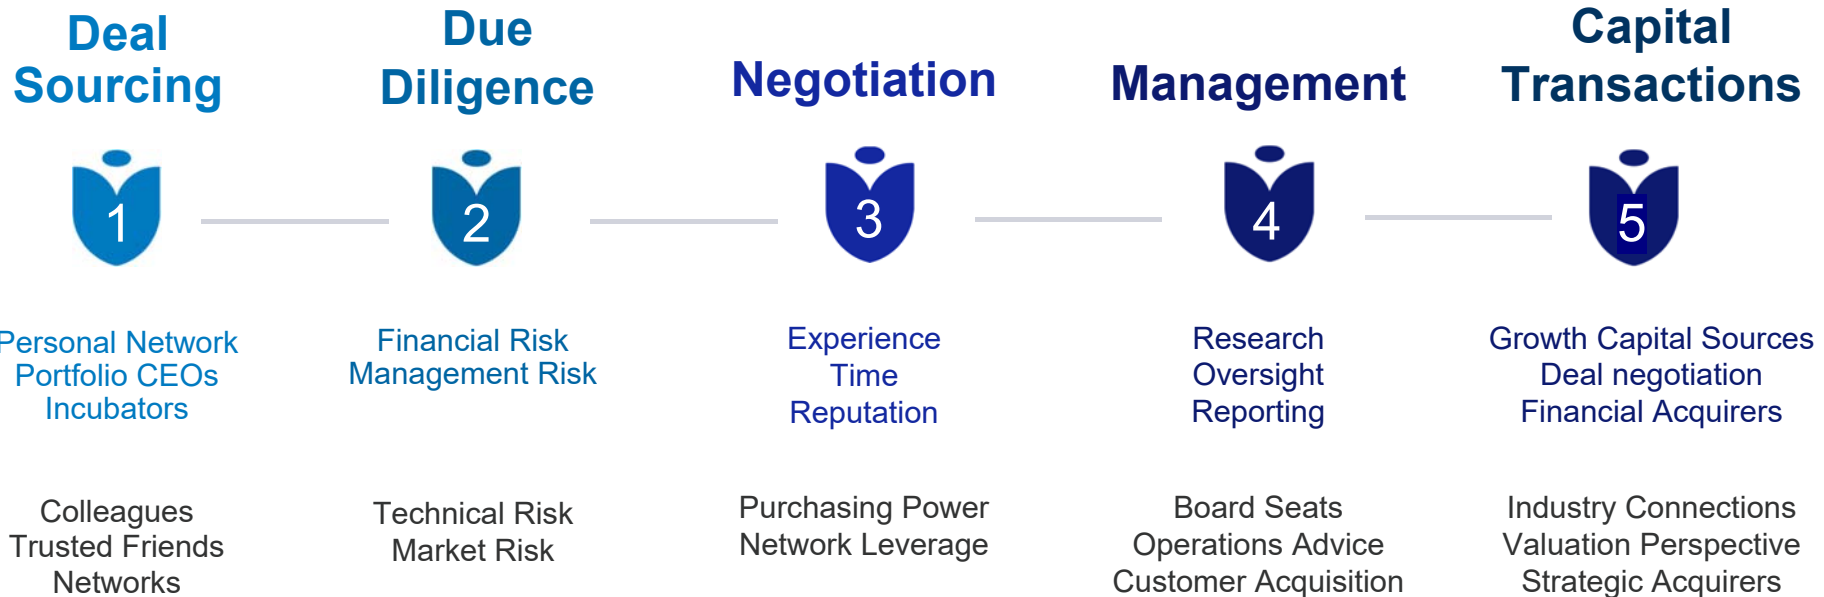 Deal
Sourcing
Due
Diligence
Negotiation
Management
Capital
Transactions
1
2
3
4
5
Personal Network
Portfolio CEOs
Incubators
Financial Risk
Management Risk
Experience
Time
Reputation
Research
Oversight
Reporting
Growth Capital Sources
Deal negotiation
Financial Acquirers
Colleagues
Trusted Friends
Networks
Technical Risk
Market Risk
Purchasing Power
Network Leverage
Board Seats
Operations Advice
Customer Acquisition
Industry Connections
Valuation Perspective
Strategic Acquirers